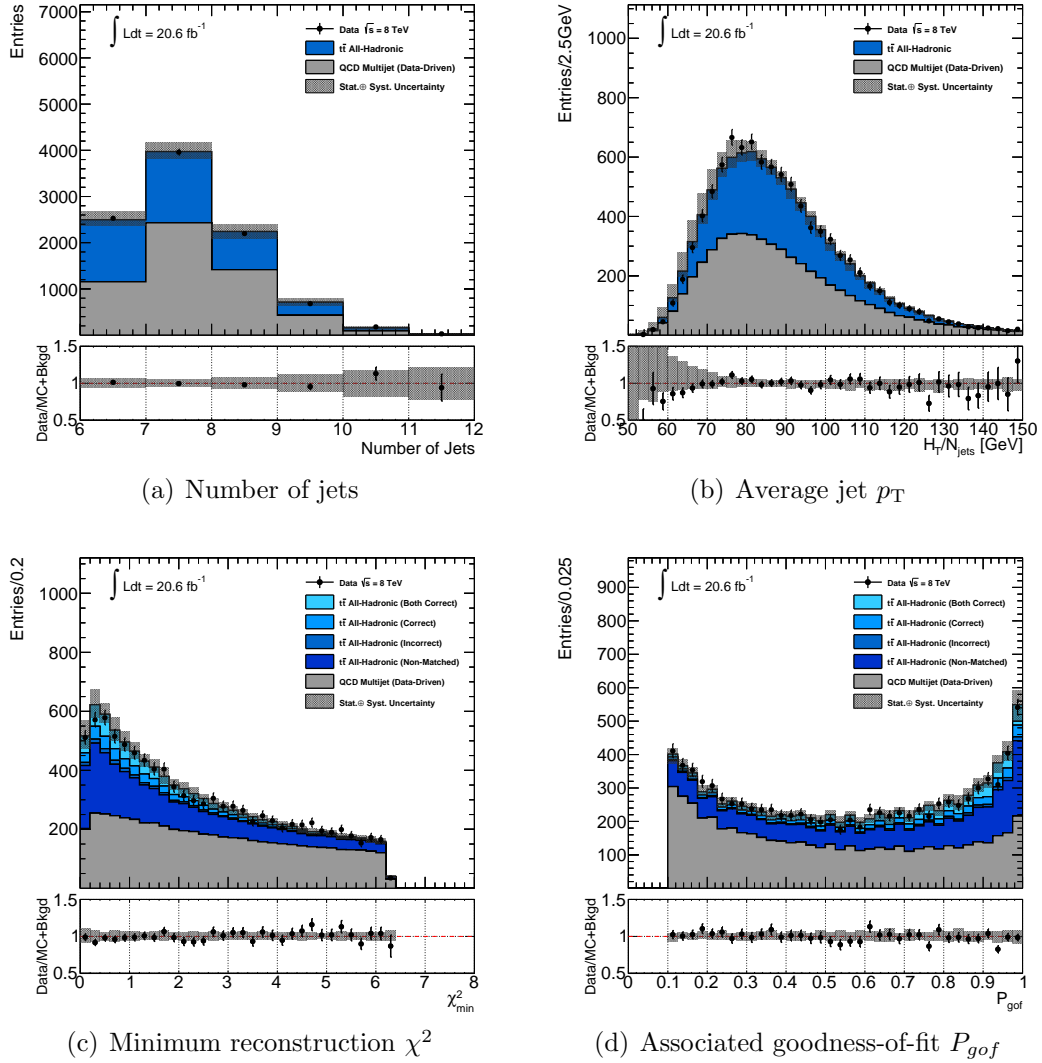 Entries
7000
6000
5000
4000
3000
2000
1000
∫ Ldt = 20.6 fb⁻¹
Data √s = 8 TeV
tt̄ All-Hadronic
QCD Multijet (Data-Driven)
Stat.⊕ Syst. Uncertainty
Data/MC+Bkgd
1.5
1
0.5
6 7 8 9 10 11 12
Number of Jets
(a) Number of jets
Entries/2.5GeV
1000
800
600
400
200
∫ Ldt = 20.6 fb⁻¹
Data √s = 8 TeV
tt̄ All-Hadronic
QCD Multijet (Data-Driven)
Stat.⊕ Syst. Uncertainty
Data/MC+Bkgd
1.5
1
0.5
50 60 70 80 90 100 110 120 130 140 150
H_T/N_jets [GeV]
(b) Average jet p_T
Entries/0.2
1000
800
600
400
200
∫ Ldt = 20.6 fb⁻¹
Data √s = 8 TeV
tt̄ All-Hadronic (Both Correct)
tt̄ All-Hadronic (Correct)
tt̄ All-Hadronic (Incorrect)
tt̄ All-Hadronic (Non-Matched)
QCD Multijet (Data-Driven)
Stat.⊕ Syst. Uncertainty
Data/MC+Bkgd
1.5
1
0.5
0 1 2 3 4 5 6 7 8
χ²_min
(c) Minimum reconstruction χ²
Entries/0.025
900
800
700
600
500
400
300
200
100
∫ Ldt = 20.6 fb⁻¹
Data √s = 8 TeV
tt̄ All-Hadronic (Both Correct)
tt̄ All-Hadronic (Correct)
tt̄ All-Hadronic (Incorrect)
tt̄ All-Hadronic (Non-Matched)
QCD Multijet (Data-Driven)
Stat.⊕ Syst. Uncertainty
Data/MC+Bkgd
1.5
1
0.5
0 0.1 0.2 0.3 0.4 0.5 0.6 0.7 0.8 0.9 1
P_gof
(d) Associated goodness-of-fit P_gof